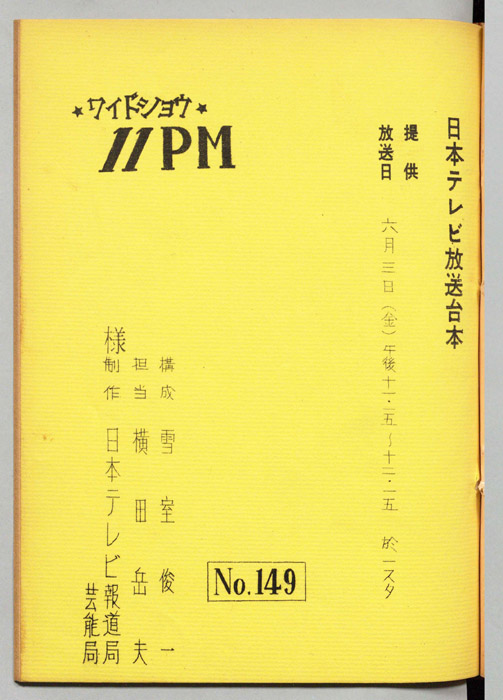 日本テレビ放送台本
提供
放送日 六月三日(金)午後十一・一五～十二・一五 於一スタ
★ワイドショウ★
11PM
No.149
構成 雪室俊一
担当 横田岳夫
制作 日本テレビ報道局
芸能局
様